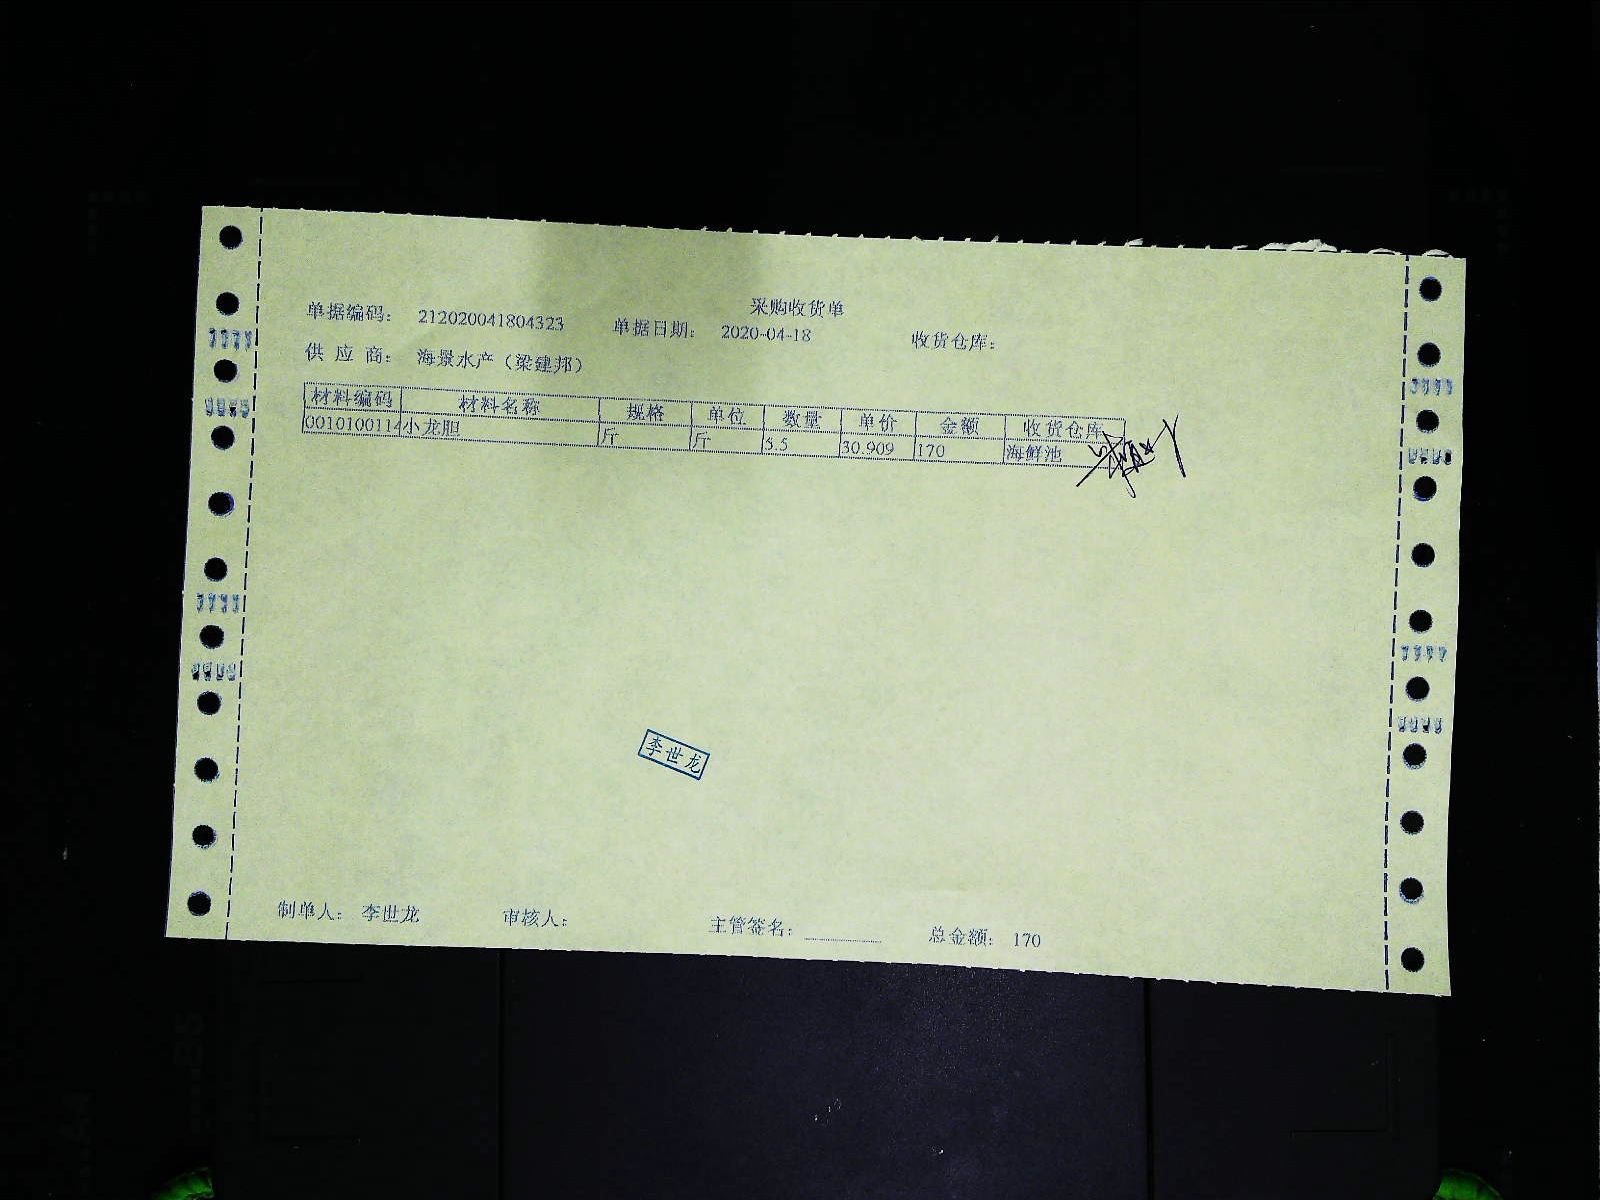 采购收货单
单据编码: 212020041804323 单据日期: 2020-04-18 收货仓库:
供应商: 海景水产（梁建邦）
材料编码 材料名称 规格 单位 数量 单价 金额 收货仓库
0010100114 小龙胆 斤 斤 5.5 30.909 170 海鲜池
李世龙
制单人: 李世龙 审核人: 主管签名: 总金额: 170